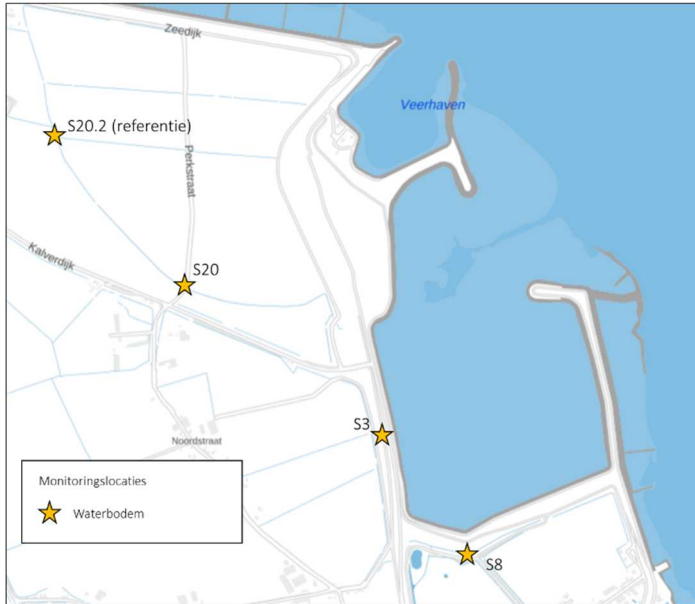 Zeedijk
Veerhaven
S20.2 (referentie)
Perkstraat
Kalverdijk
S20
S3
Noordstraat
Monitoringslocaties
Waterbodem
S8